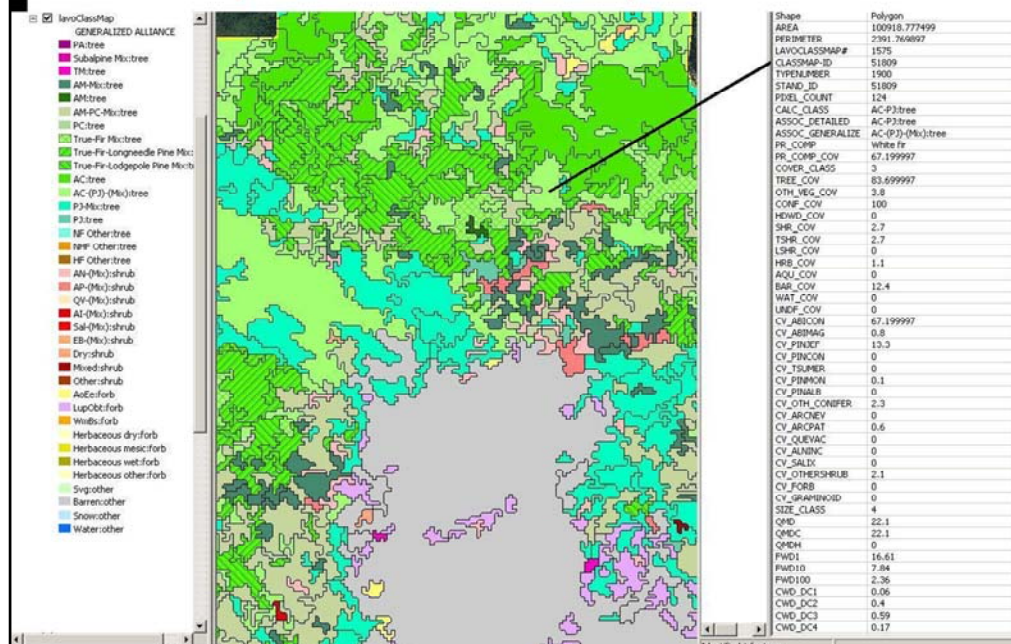 lavoClassMap
GENERALIZED ALLIANCE
PA:tree
Subalpine Mix:tree
TM:tree
AM-Mix:tree
AM:tree
AM-PC-Mix:tree
PC:tree
True-Fir Mix:tree
True-Fir-Longneedle Pine Mix:
True-Fir-Lodgepole Pine Mix:t
AC:tree
AC-(PJ)-(Mix):tree
PJ-Mix:tree
PJ:tree
NF Other:tree
NMF Other:tree
HF Other:tree
AN-(Mix):shrub
AP-(Mix):shrub
QV-(Mix):shrub
AI-(Mix):shrub
Sal-(Mix):shrub
EB-(Mix):shrub
Dry:shrub
Mixed:shrub
Other:shrub
AoEe:forb
LupObt:forb
WmBs:forb
Herbaceous dry:forb
Herbaceous mesic:forb
Herbaceous wet:forb
Herbaceous other:forb
Svg:other
Barren:other
Snow:other
Water:other
Shape Polygon
AREA 100918.777499
PERIMETER 2391.769897
LAVOCLASSMAP# 1575
CLASSMAP-ID 51809
TYPENUMBER 1900
STAND_ID 51809
PIXEL_COUNT 124
CALC_CLASS AC-PJ:tree
ASSOC_DETAILED AC-PJ:tree
ASSOC_GENERALIZE AC-(PJ)-(Mix):tree
PR_COMP White fir
PR_COMP_COV 67.199997
COVER_CLASS 3
TREE_COV 83.699997
OTH_VEG_COV 3.8
CONF_COV 100
HDWD_COV 0
SHR_COV 2.7
TSHR_COV 2.7
LSHR_COV 0
HRB_COV 1.1
AQU_COV 0
BAR_COV 12.4
WAT_COV 0
UNDF_COV 0
CV_ABICON 67.199997
CV_ABIMAG 0.8
CV_PINJEF 13.3
CV_PINCON 0
CV_TSUMER 0
CV_PINMON 0.1
CV_PINALB 0
CV_OTH_CONIFER 2.3
CV_ARCNEV 0
CV_ARCPAT 0.6
CV_QUEVAC 0
CV_ALNINC 0
CV_SALIX 0
CV_OTHERSHRUB 2.1
CV_FORB 0
CV_GRAMINOID 0
SIZE_CLASS 4
QMD 22.1
QMDC 22.1
QMDH 0
FWD1 16.61
FWD10 7.84
FWD100 2.36
CWD_DC1 0.06
CWD_DC2 0.4
CWD_DC3 0.59
CWD_DC4 0.17